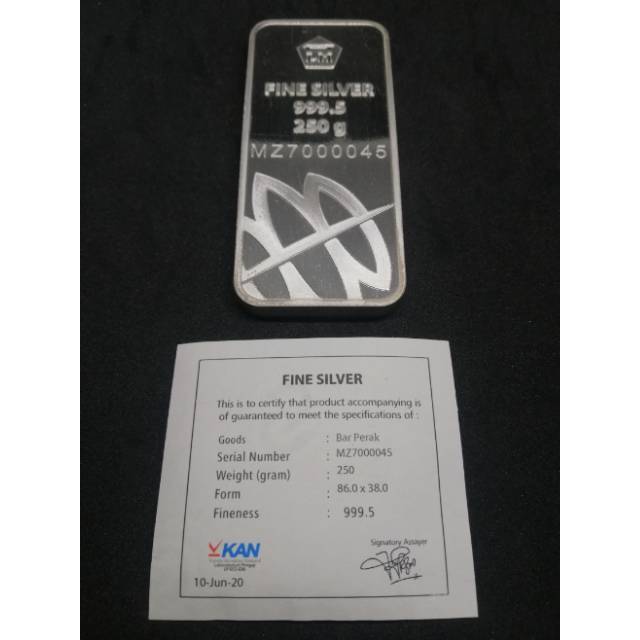 LM
FINE SILVER
999.5
250 g
MZ7000045
FINE SILVER
This is to certify that product accompanying is
of guaranteed to meet the specifications of :
Goods : Bar Perak
Serial Number : MZ7000045
Weight (gram) : 250
Form : 86.0 x 38.0
Fineness : 999.5
Signatory Assayer
KAN
10-Jun-20